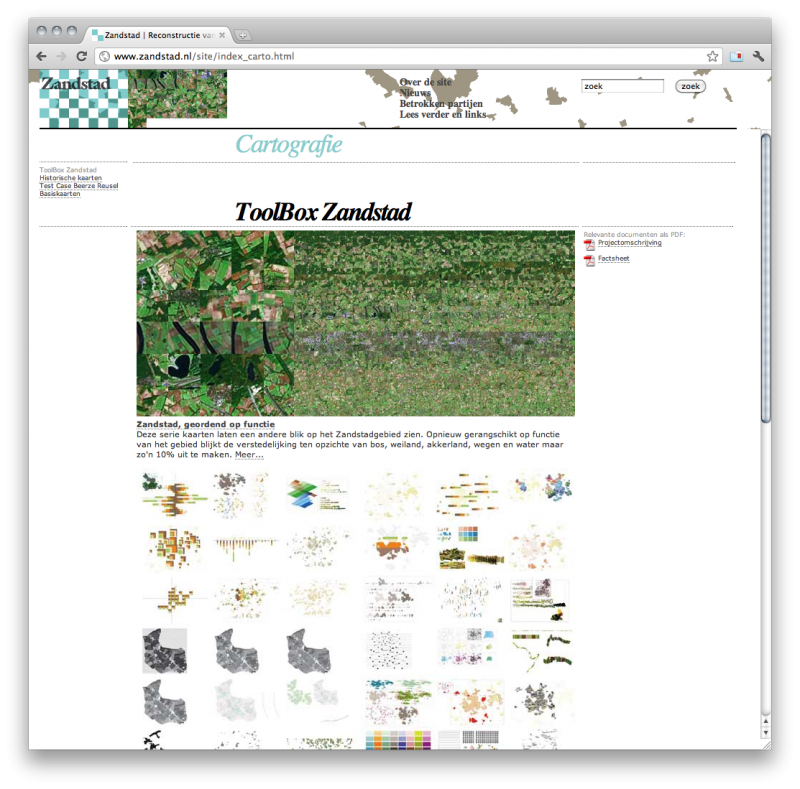 Zandstad | Reconstructie van
www.zandstad.nl/site/index_carto.html
Zandstad
Over de site
Nieuws
Betrokken partijen
Lees verder en links
zoek
zoek
Cartografie
ToolBox Zandstad
Historische kaarten
Test Case Beerze Reusel
Basiskaarten
ToolBox Zandstad
Relevante documenten als PDF:
Projectomschrijving
Factsheet
Zandstad, geordend op functie
Deze serie kaarten laten een andere blik op het Zandstadgebied zien. Opnieuw gerangschikt op functie
van het gebied blijkt de verstedelijking ten opzichte van bos, weiland, akkerland, wegen en water maar
zo'n 10% uit te maken. Meer...